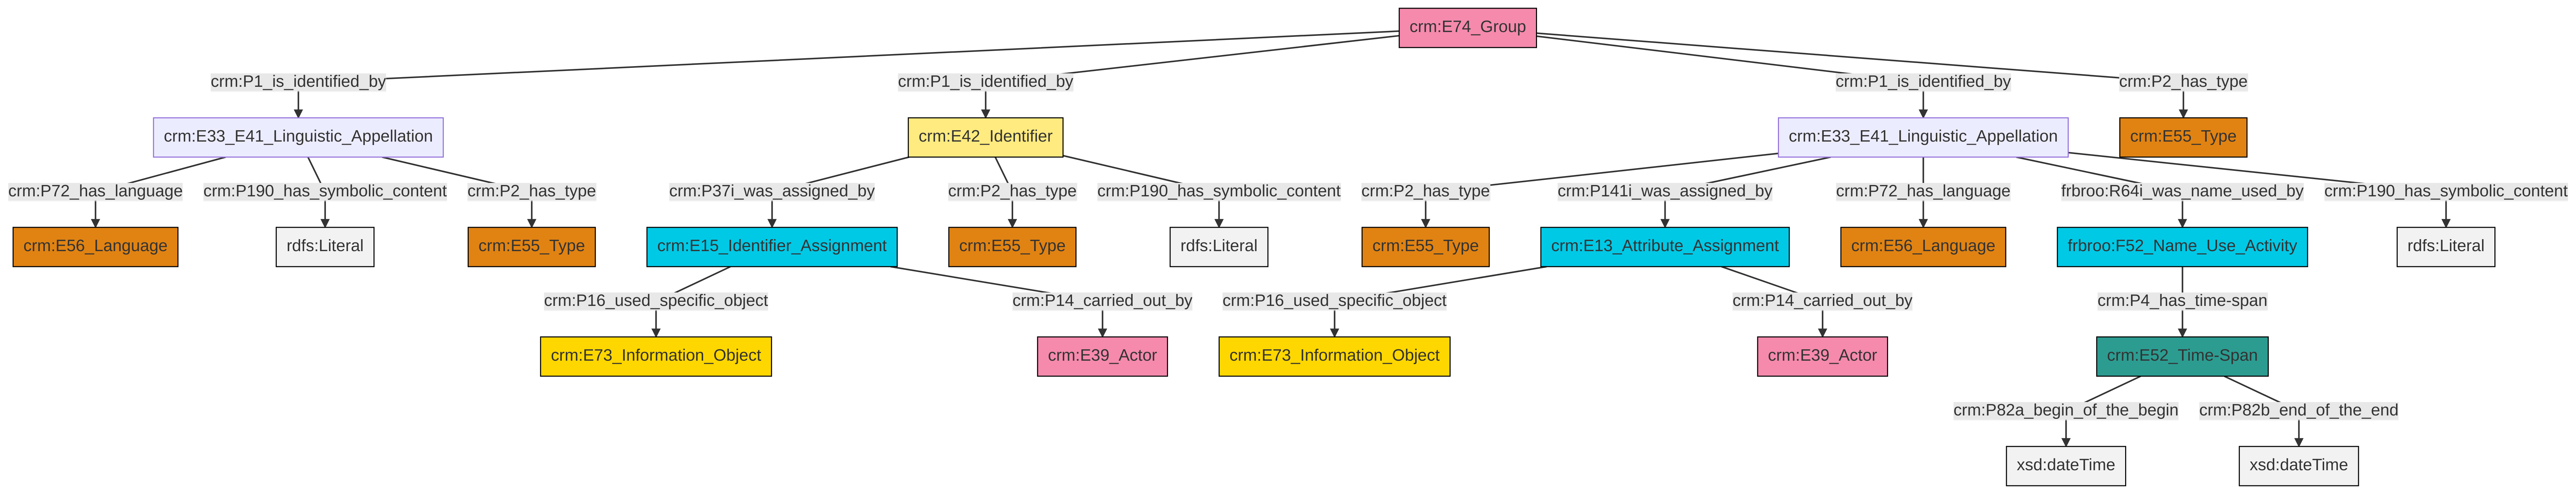 crm:E74_Group
crm:P1_is_identified_by
crm:P1_is_identified_by
crm:P1_is_identified_by
crm:P2_has_type
crm:E33_E41_Linguistic_Appellation
crm:E42_Identifier
crm:E33_E41_Linguistic_Appellation
crm:E55_Type
crm:P72_has_language
crm:P190_has_symbolic_content
crm:P2_has_type
crm:P37i_was_assigned_by
crm:P2_has_type
crm:P190_has_symbolic_content
crm:P2_has_type
crm:P141i_was_assigned_by
crm:P72_has_language
frbroo:R64i_was_name_used_by
crm:P190_has_symbolic_content
crm:E56_Language
rdfs:Literal
crm:E55_Type
crm:E15_Identifier_Assignment
crm:E55_Type
rdfs:Literal
crm:E55_Type
crm:E13_Attribute_Assignment
crm:E56_Language
frbroo:F52_Name_Use_Activity
rdfs:Literal
crm:P16_used_specific_object
crm:P14_carried_out_by
crm:P16_used_specific_object
crm:P14_carried_out_by
crm:P4_has_time-span
crm:E73_Information_Object
crm:E39_Actor
crm:E73_Information_Object
crm:E39_Actor
crm:E52_Time-Span
crm:P82a_begin_of_the_begin
crm:P82b_end_of_the_end
xsd:dateTime
xsd:dateTime